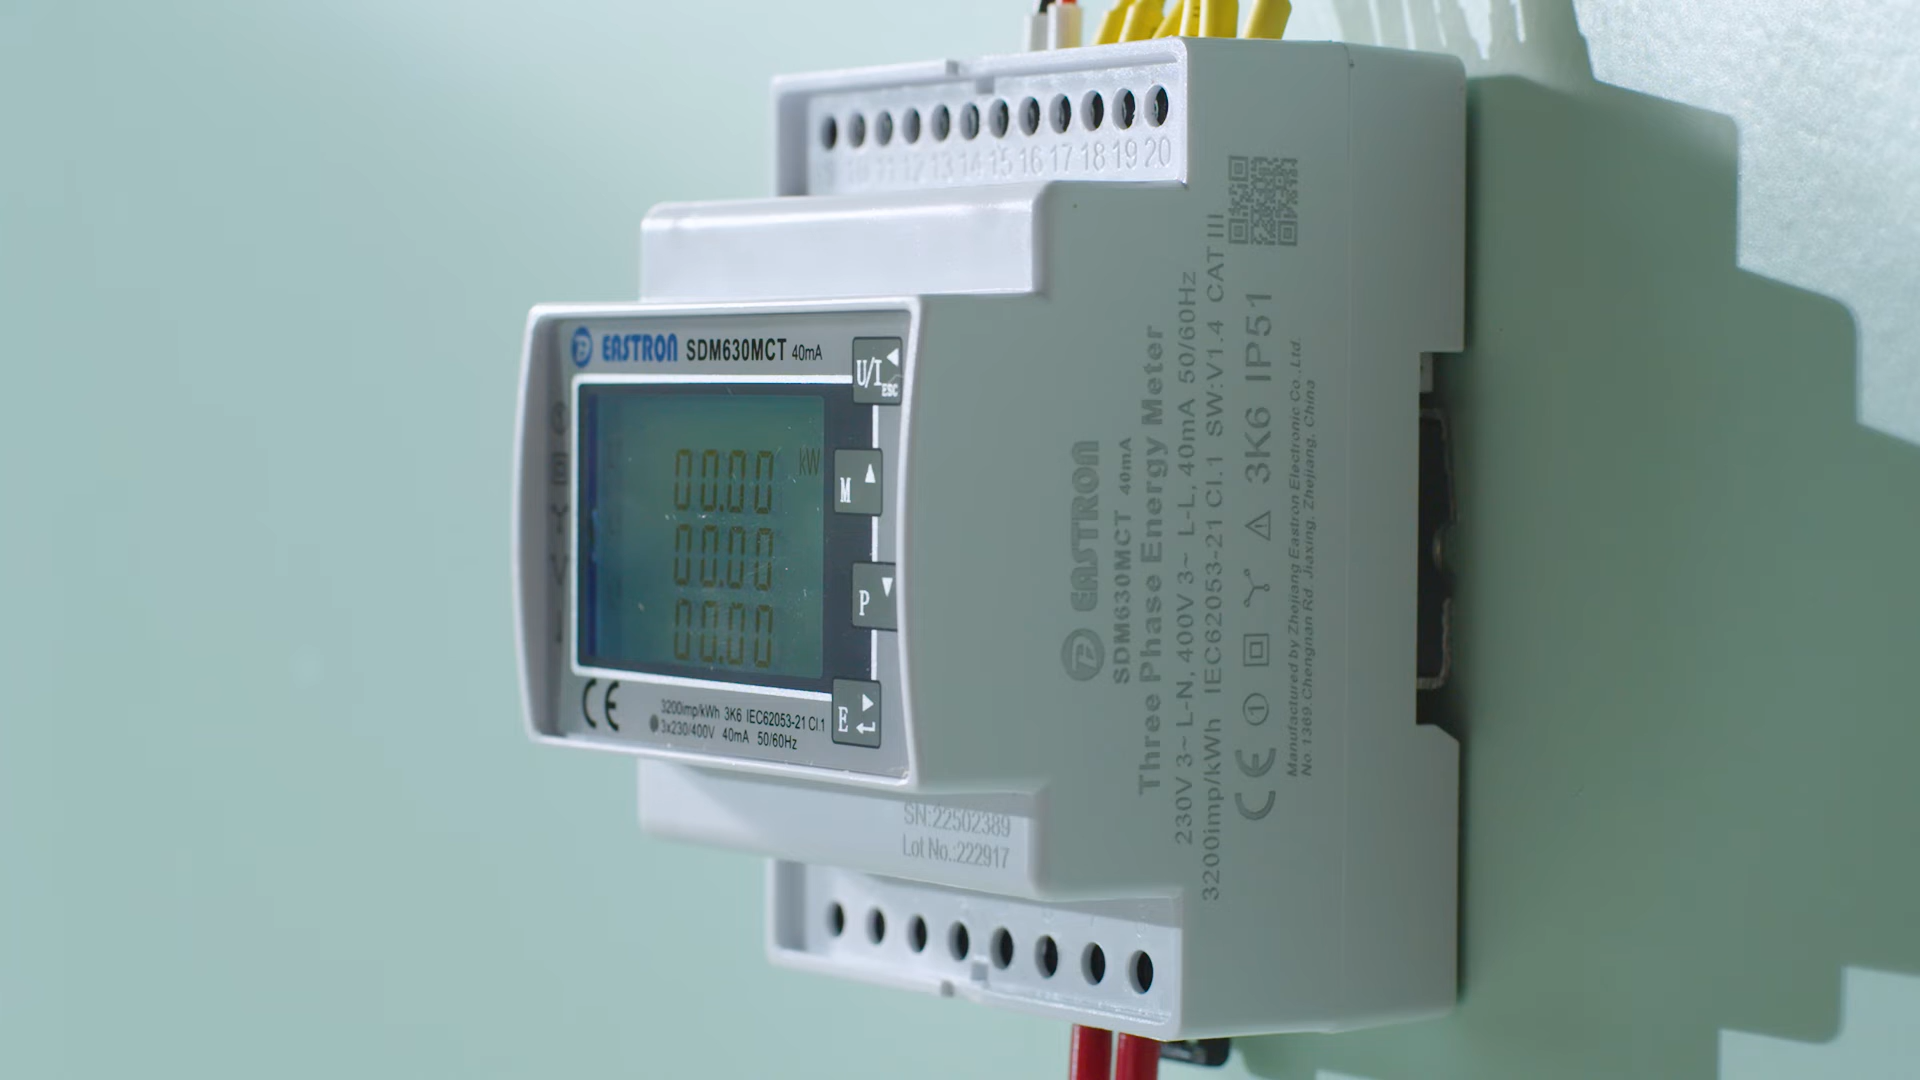 10 11 12 13 14 15 16 17 18 19 20
EASTRON SDM630MCT 40mA
U/I ESC
00.00 kW
M
00.00
P
00.00
E
CE 3200imp/kWh 3K6 IEC62053-21 Cl.1
3x230/400V 40mA 50/60Hz
SN:22502389
Lot No.:222917
EASTRON
SDM630MCT 40mA
Three Phase Energy Meter
230V 3~ L-N, 400V 3~ L-L, 40mA 50/60Hz
3200imp/kWh IEC62053-21 Cl.1 SW:V1.4 CAT III
CE 1 3K6 IP51
Manufactured by Zhejiang Eastron Electronic Co.,Ltd.
No.1369 Chengnan Rd. Jiaxing, Zhejiang, China